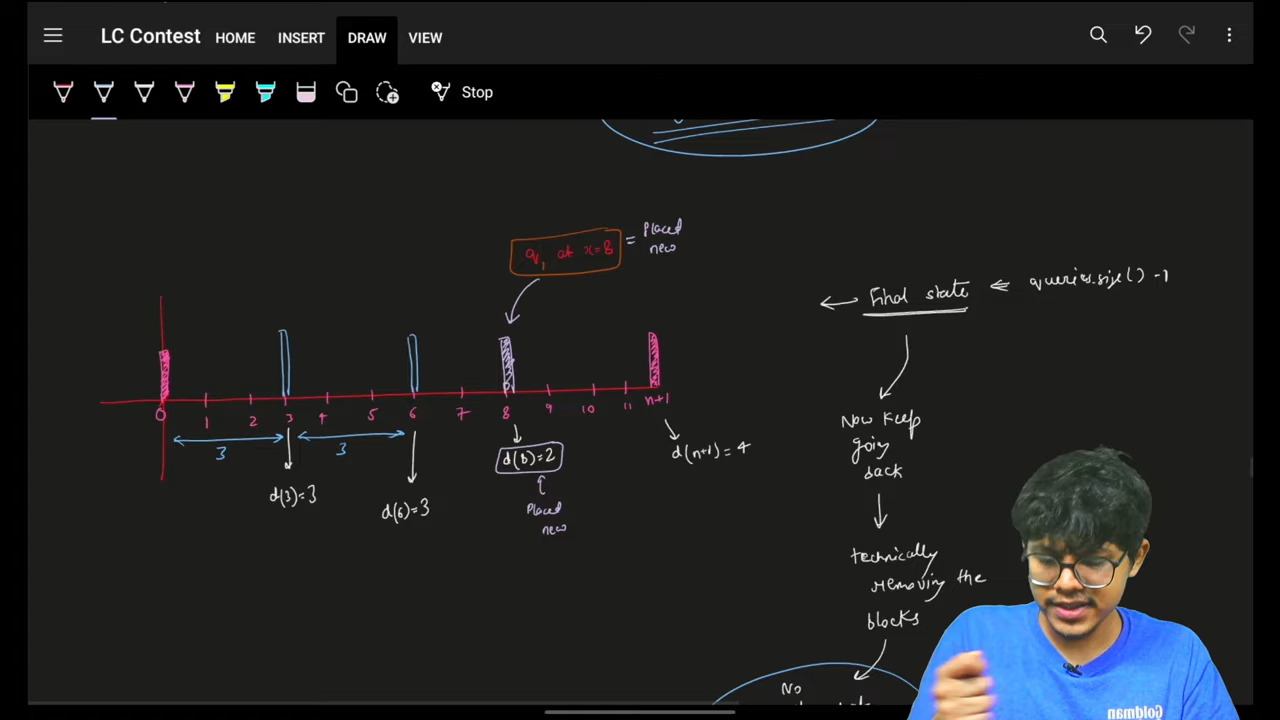 LC Contest HOME INSERT DRAW VIEW
Stop
q1 at x=8
= Placed
new
Final state ⇐ queries.size() -1
0 1 2 3 4 5 6 7 8 9 10 11 n+1
3 3
d(3)=3
d(6)=3
d(8)=2
Placed
new
d(n+1)=4
Now keep
going
back
technically
removing the
blocks
No
Goldman